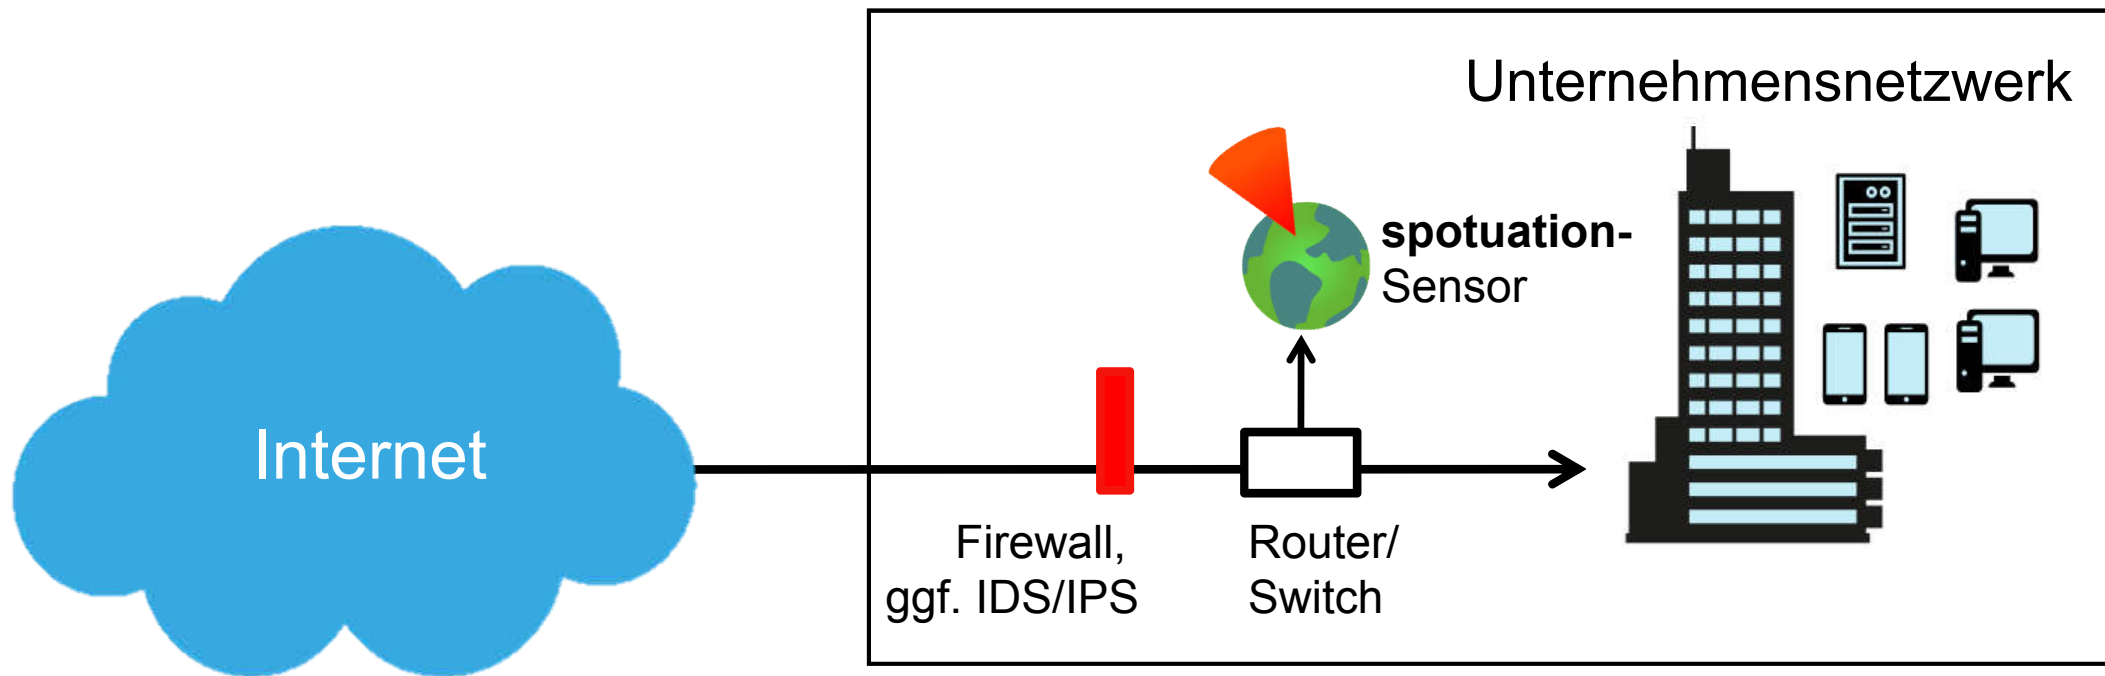 Unternehmensnetzwerk
spotuation-
Sensor
Internet
Firewall,
ggf. IDS/IPS
Router/
Switch